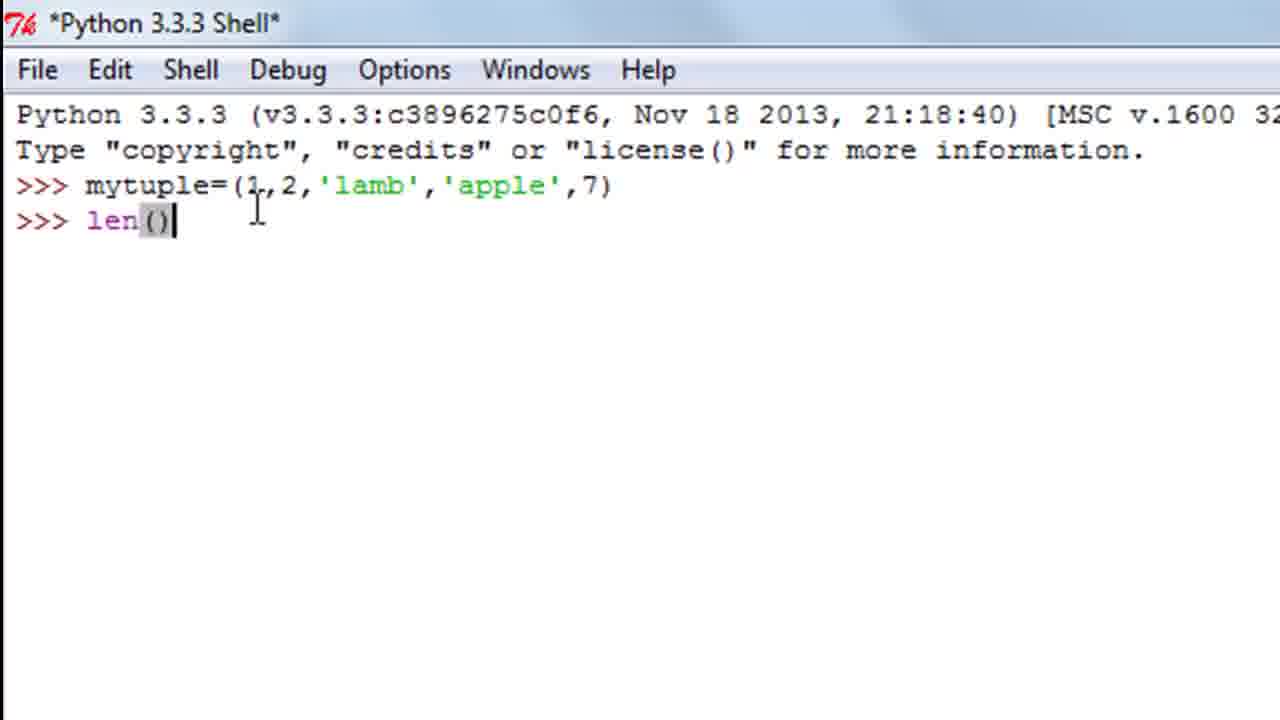 *Python 3.3.3 Shell*
File Edit Shell Debug Options Windows Help
Python 3.3.3 (v3.3.3:c3896275c0f6, Nov 18 2013, 21:18:40) [MSC v.1600 32
Type "copyright", "credits" or "license()" for more information.
>>> mytuple=(1,2,'lamb','apple',7)
>>> len()